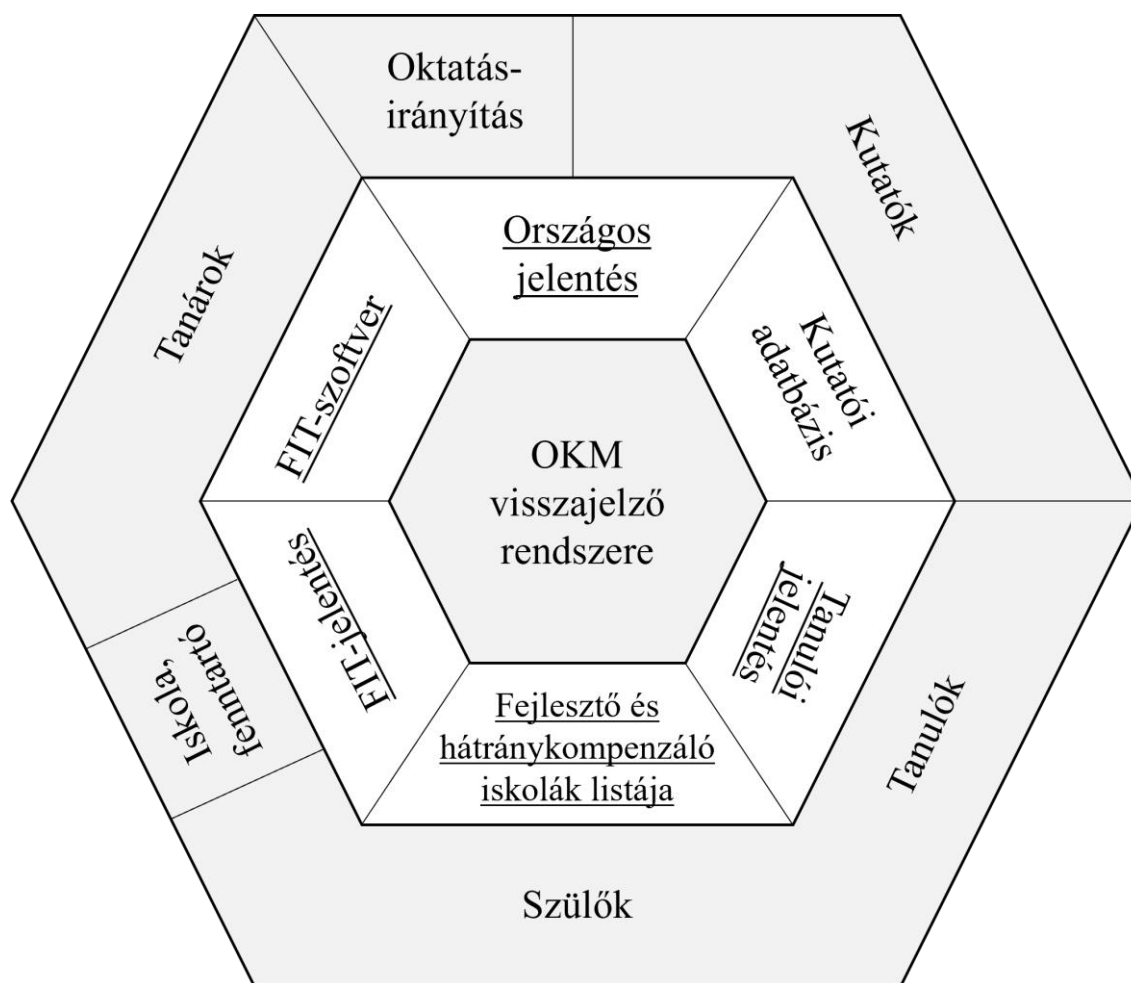 Oktatás-
irányítás
Kutatók
Tanárok
Országos
jelentés
FIT-szoftver
Kutatói
adatbázis
OKM
visszajelző
rendszere
FIT-jelentés
Tanulói
jelentés
Iskola,
fenntartó
Fejlesztő és
hátránykompenzáló
iskolák listája
Tanulók
Szülők